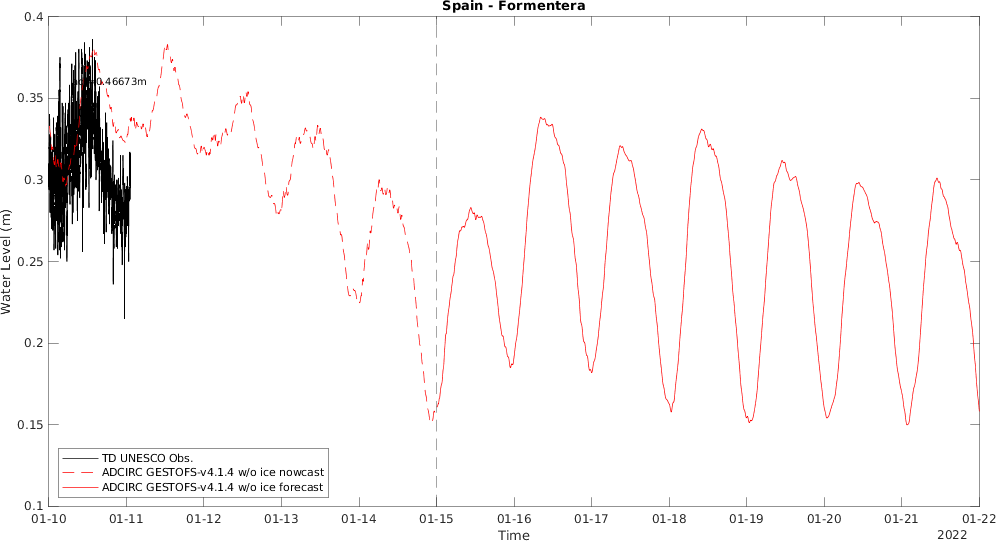 Spain - Formentera
0.4
0.35
0.3
0.25
0.2
0.15
0.1
Water Level (m)
0.46673m
TD UNESCO Obs.
ADCIRC GESTOFS-v4.1.4 w/o ice nowcast
ADCIRC GESTOFS-v4.1.4 w/o ice forecast
01-10 01-11 01-12 01-13 01-14 01-15 01-16 01-17 01-18 01-19 01-20 01-21 01-22
Time
2022